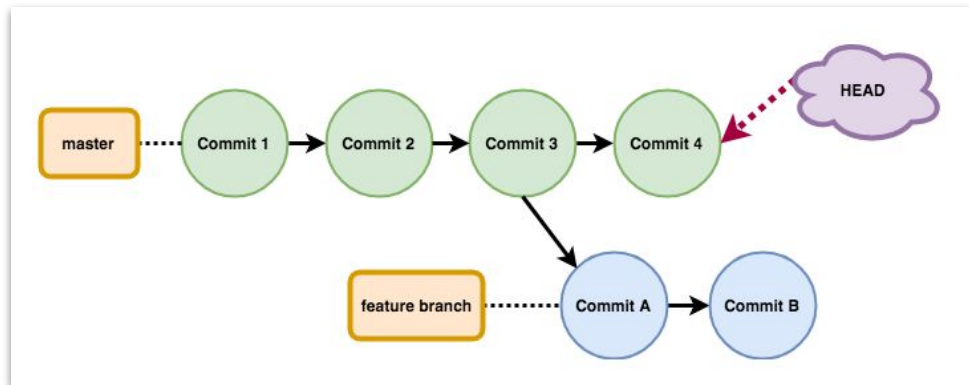 HEAD
master
Commit 1
Commit 2
Commit 3
Commit 4
feature branch
Commit A
Commit B